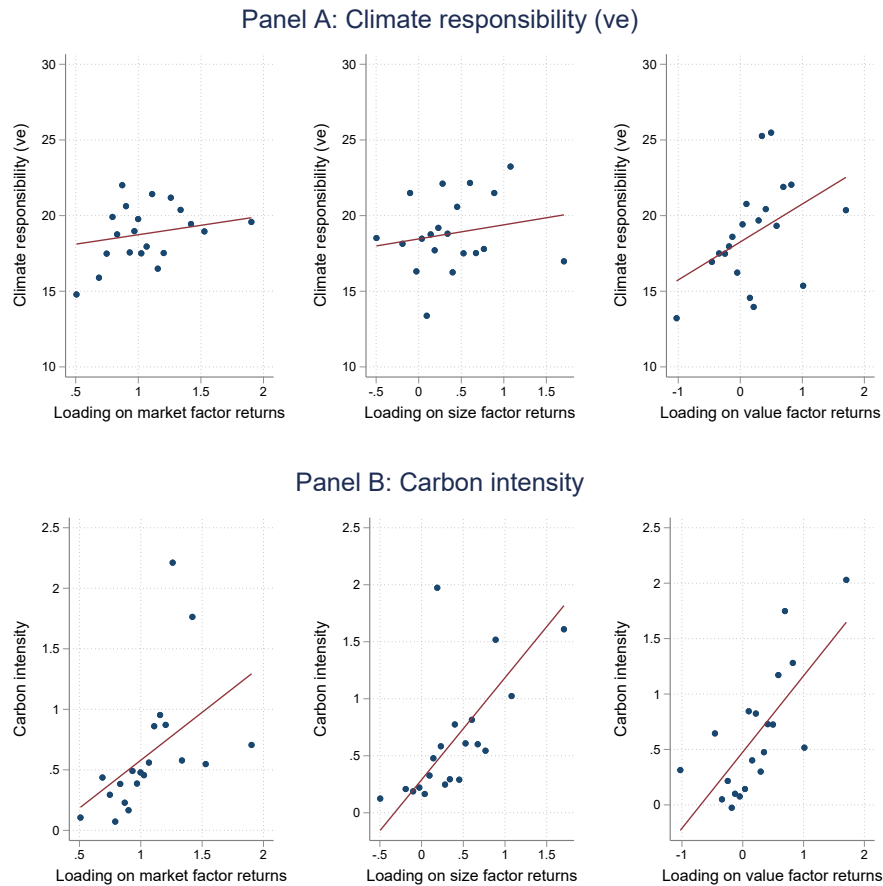 Panel A: Climate responsibility (ve)
Climate responsibility (ve)
30
25
20
15
10
.5 1 1.5 2
Loading on market factor returns
Climate responsibility (ve)
30
25
20
15
10
-.5 0 .5 1 1.5
Loading on size factor returns
Climate responsibility (ve)
30
25
20
15
10
-1 0 1 2
Loading on value factor returns
Panel B: Carbon intensity
Carbon intensity
2.5
2
1.5
1
.5
0
.5 1 1.5 2
Loading on market factor returns
Carbon intensity
2.5
2
1.5
1
.5
0
-.5 0 .5 1 1.5
Loading on size factor returns
Carbon intensity
2.5
2
1.5
1
.5
0
-1 0 1 2
Loading on value factor returns